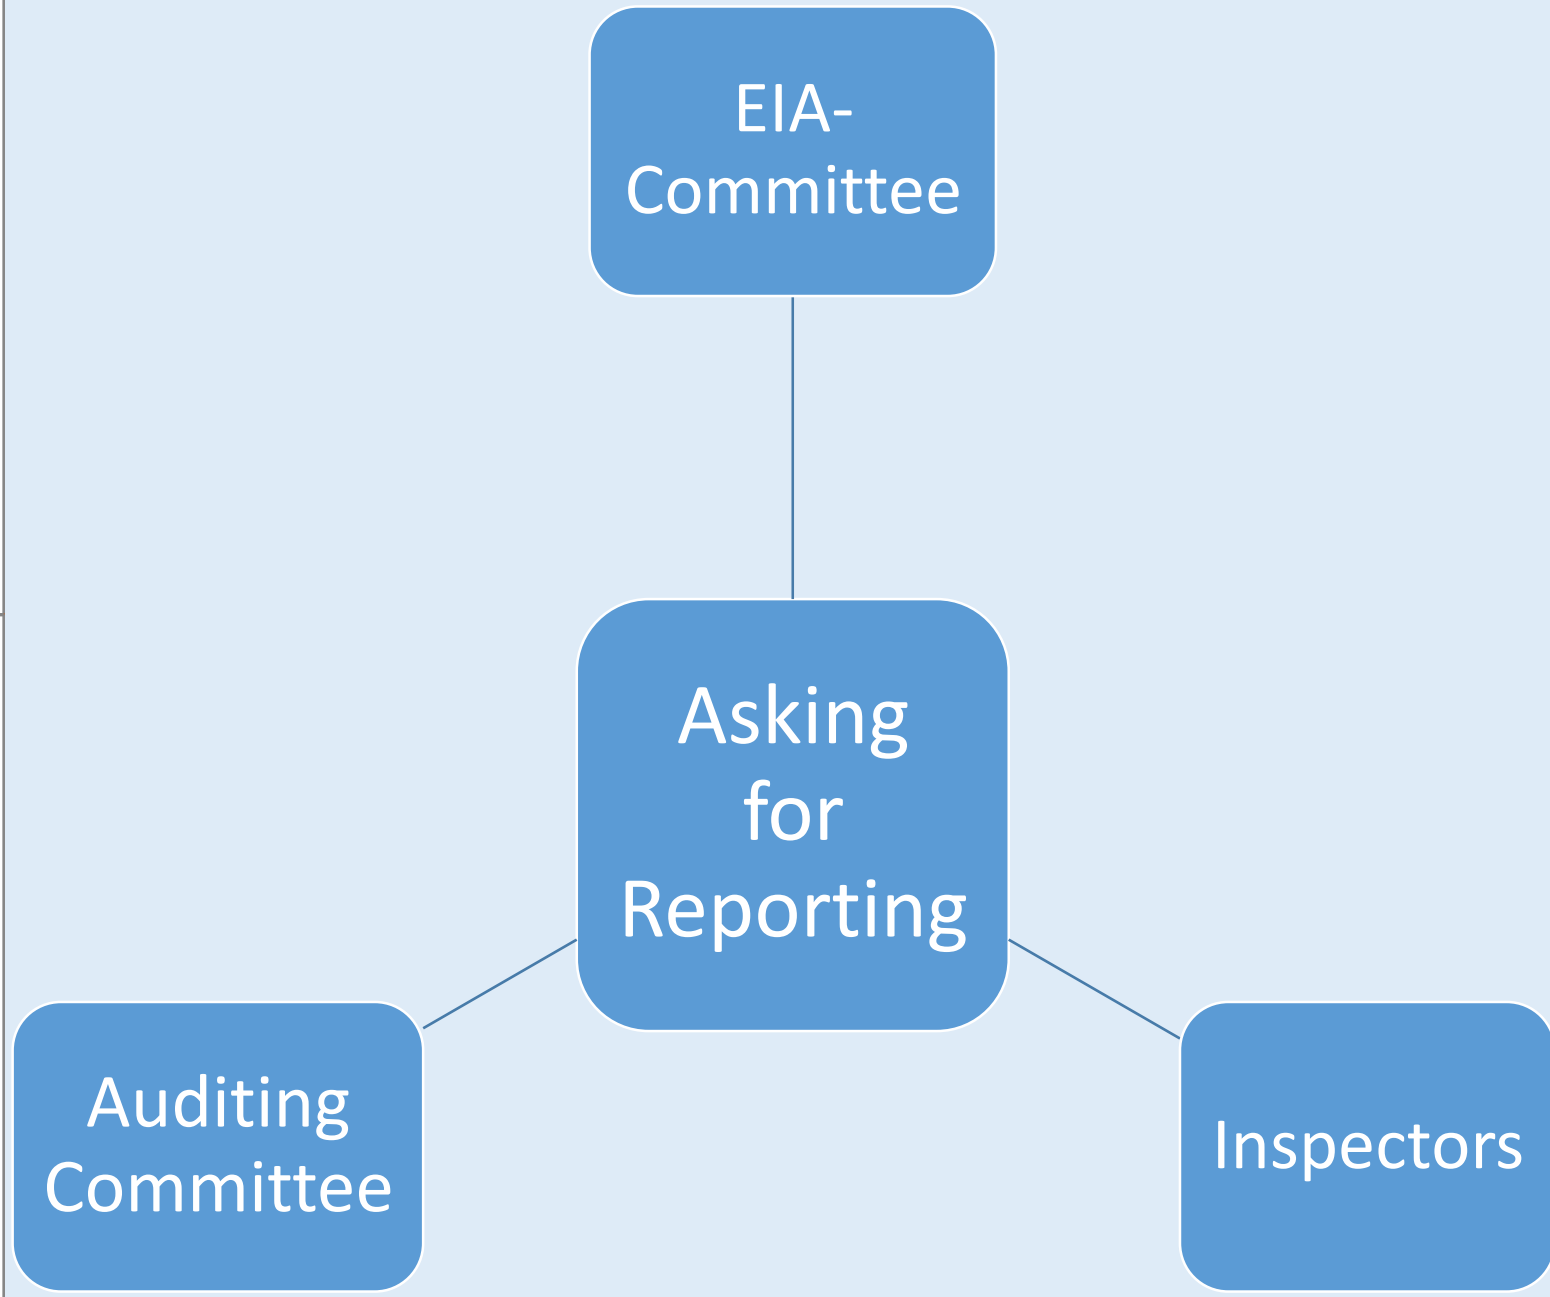 EIA-
Committee
Asking
for
Reporting
Auditing
Committee
Inspectors